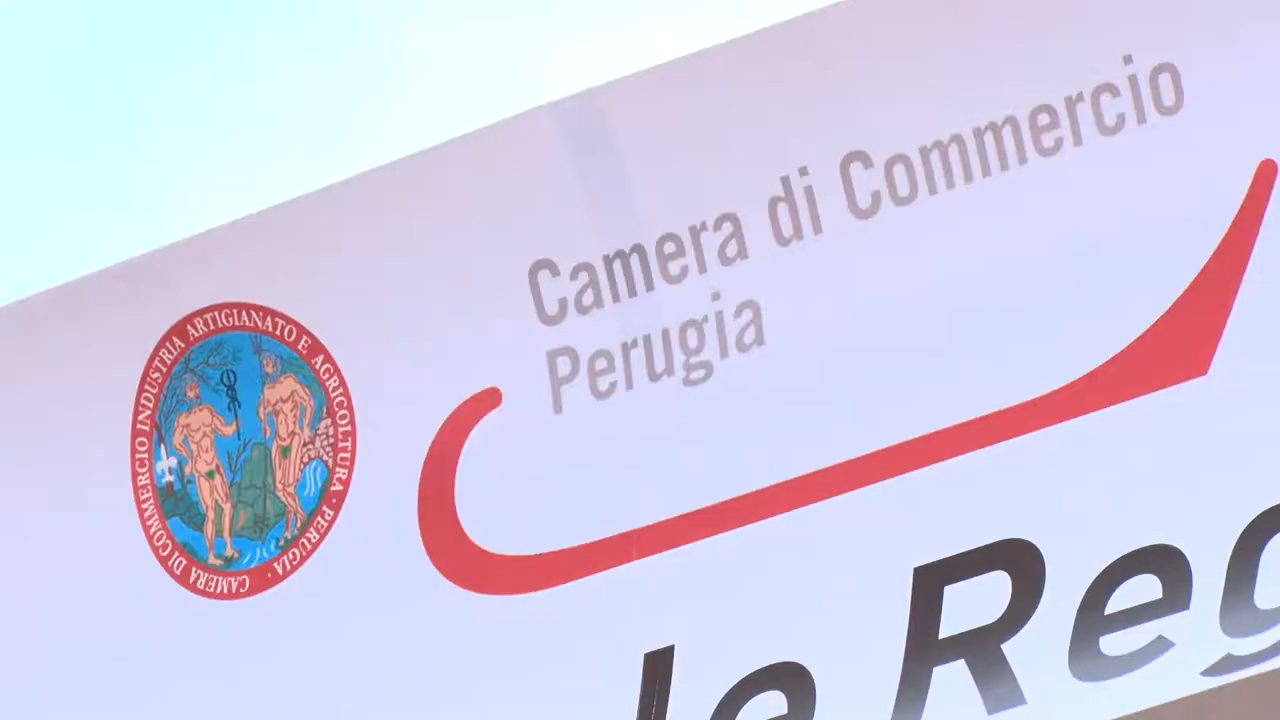 Camera di Commercio
Perugia
CAMERA DI COMMERCIO INDUSTRIA ARTIGIANATO E AGRICOLTURA · PERUGIA ·
le Reg